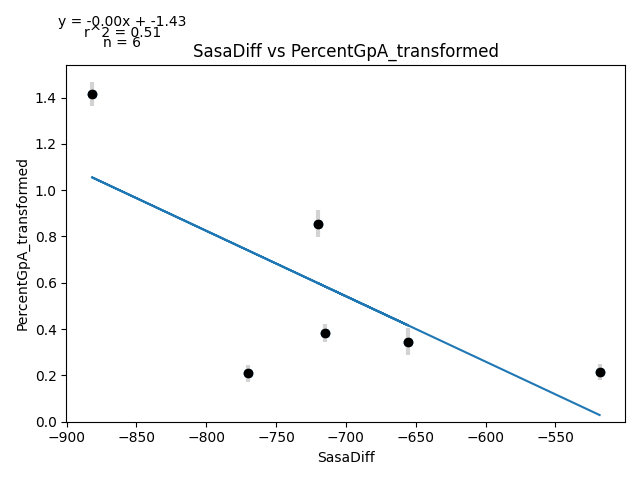 y = -0.00x + -1.43
r^2 = 0.51
n = 6
SasaDiff vs PercentGpA_transformed
PercentGpA_transformed
1.4
1.2
1.0
0.8
0.6
0.4
0.2
0.0
−900 −850 −800 −750 −700 −650 −600 −550
SasaDiff